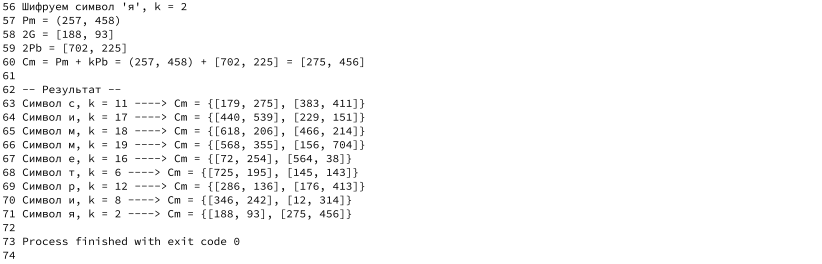 56 Шифруем символ 'я', k = 2
57 Pm = (257, 458)
58 2G = [188, 93]
59 2Pb = [702, 225]
60 Cm = Pm + kPb = (257, 458) + [702, 225] = [275, 456]
61
62 -- Результат --
63 Символ с, k = 11 ----> Cm = {[179, 275], [383, 411]}
64 Символ и, k = 17 ----> Cm = {[440, 539], [229, 151]}
65 Символ м, k = 18 ----> Cm = {[618, 206], [466, 214]}
66 Символ м, k = 19 ----> Cm = {[568, 355], [156, 704]}
67 Символ е, k = 16 ----> Cm = {[72, 254], [564, 38]}
68 Символ т, k = 6 ----> Cm = {[725, 195], [145, 143]}
69 Символ р, k = 12 ----> Cm = {[286, 136], [176, 413]}
70 Символ и, k = 8 ----> Cm = {[346, 242], [12, 314]}
71 Символ я, k = 2 ----> Cm = {[188, 93], [275, 456]}
72
73 Process finished with exit code 0
74